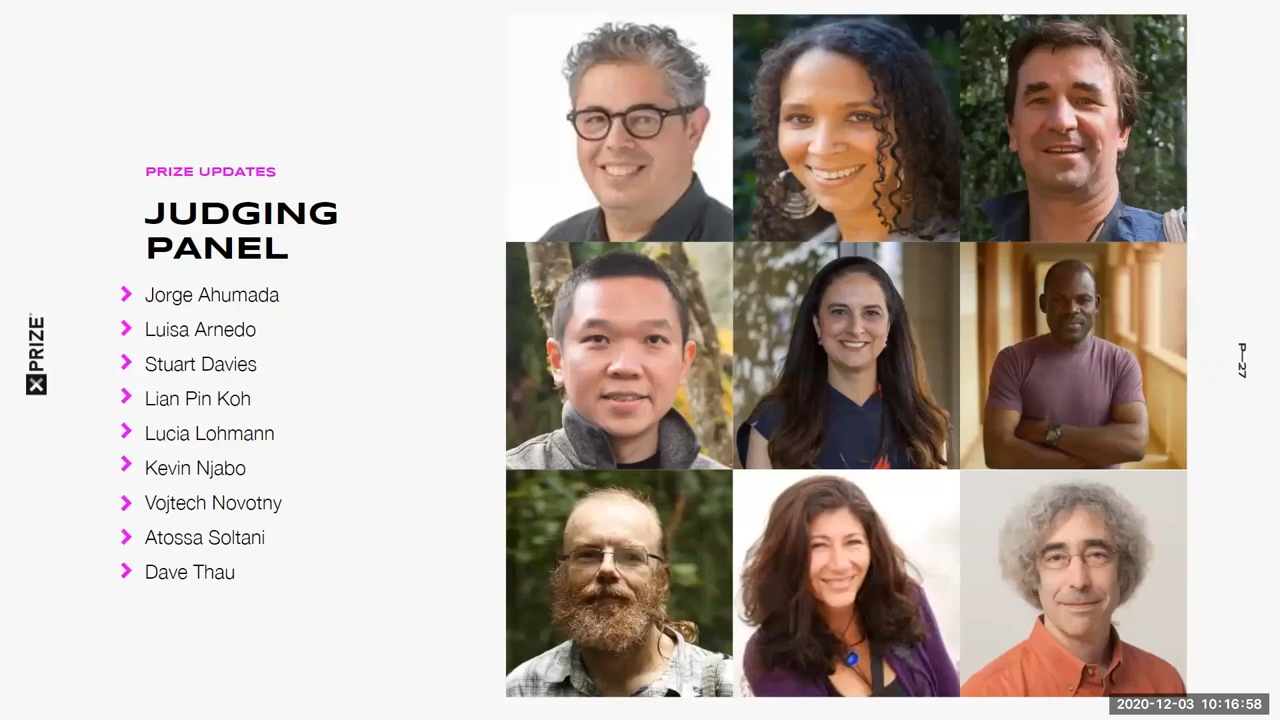 PRIZE UPDATES
JUDGING
PANEL
Jorge Ahumada
Luisa Arnedo
Stuart Davies
Lian Pin Koh
Lucia Lohmann
Kevin Njabo
Vojtech Novotny
Atossa Soltani
Dave Thau
XPRIZE
P—27
2020-12-03 10:16:58